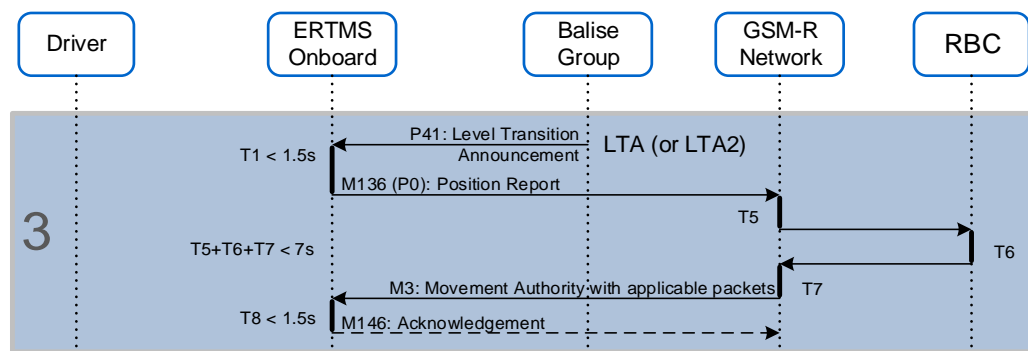 Driver
ERTMS
Onboard
Balise
Group
GSM-R
Network
RBC
P41: Level Transition
Announcement
LTA (or LTA2)
T1 < 1.5s
M136 (P0): Position Report
3
T5
T5+T6+T7 < 7s
T6
M3: Movement Authority with applicable packets
T7
T8 < 1.5s
M146: Acknowledgement